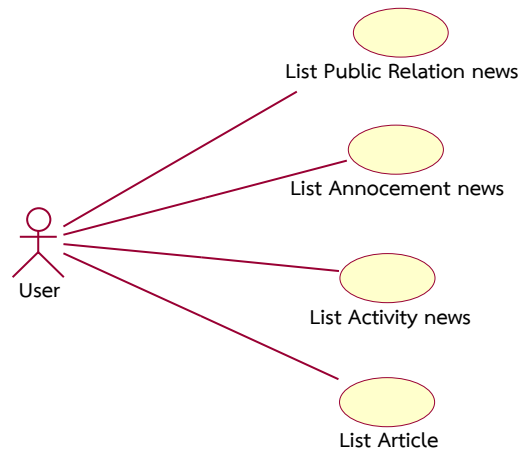 List Public Relation news
List Annocement news
User
List Activity news
List Article